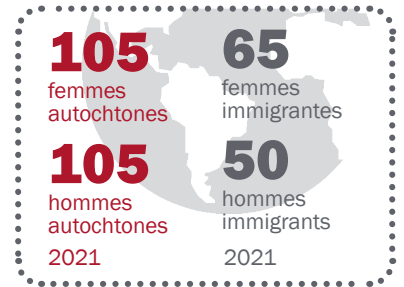 105
femmes
autochtones
105
hommes
autochtones
2021
65
femmes
immigrantes
50
hommes
immigrants
2021